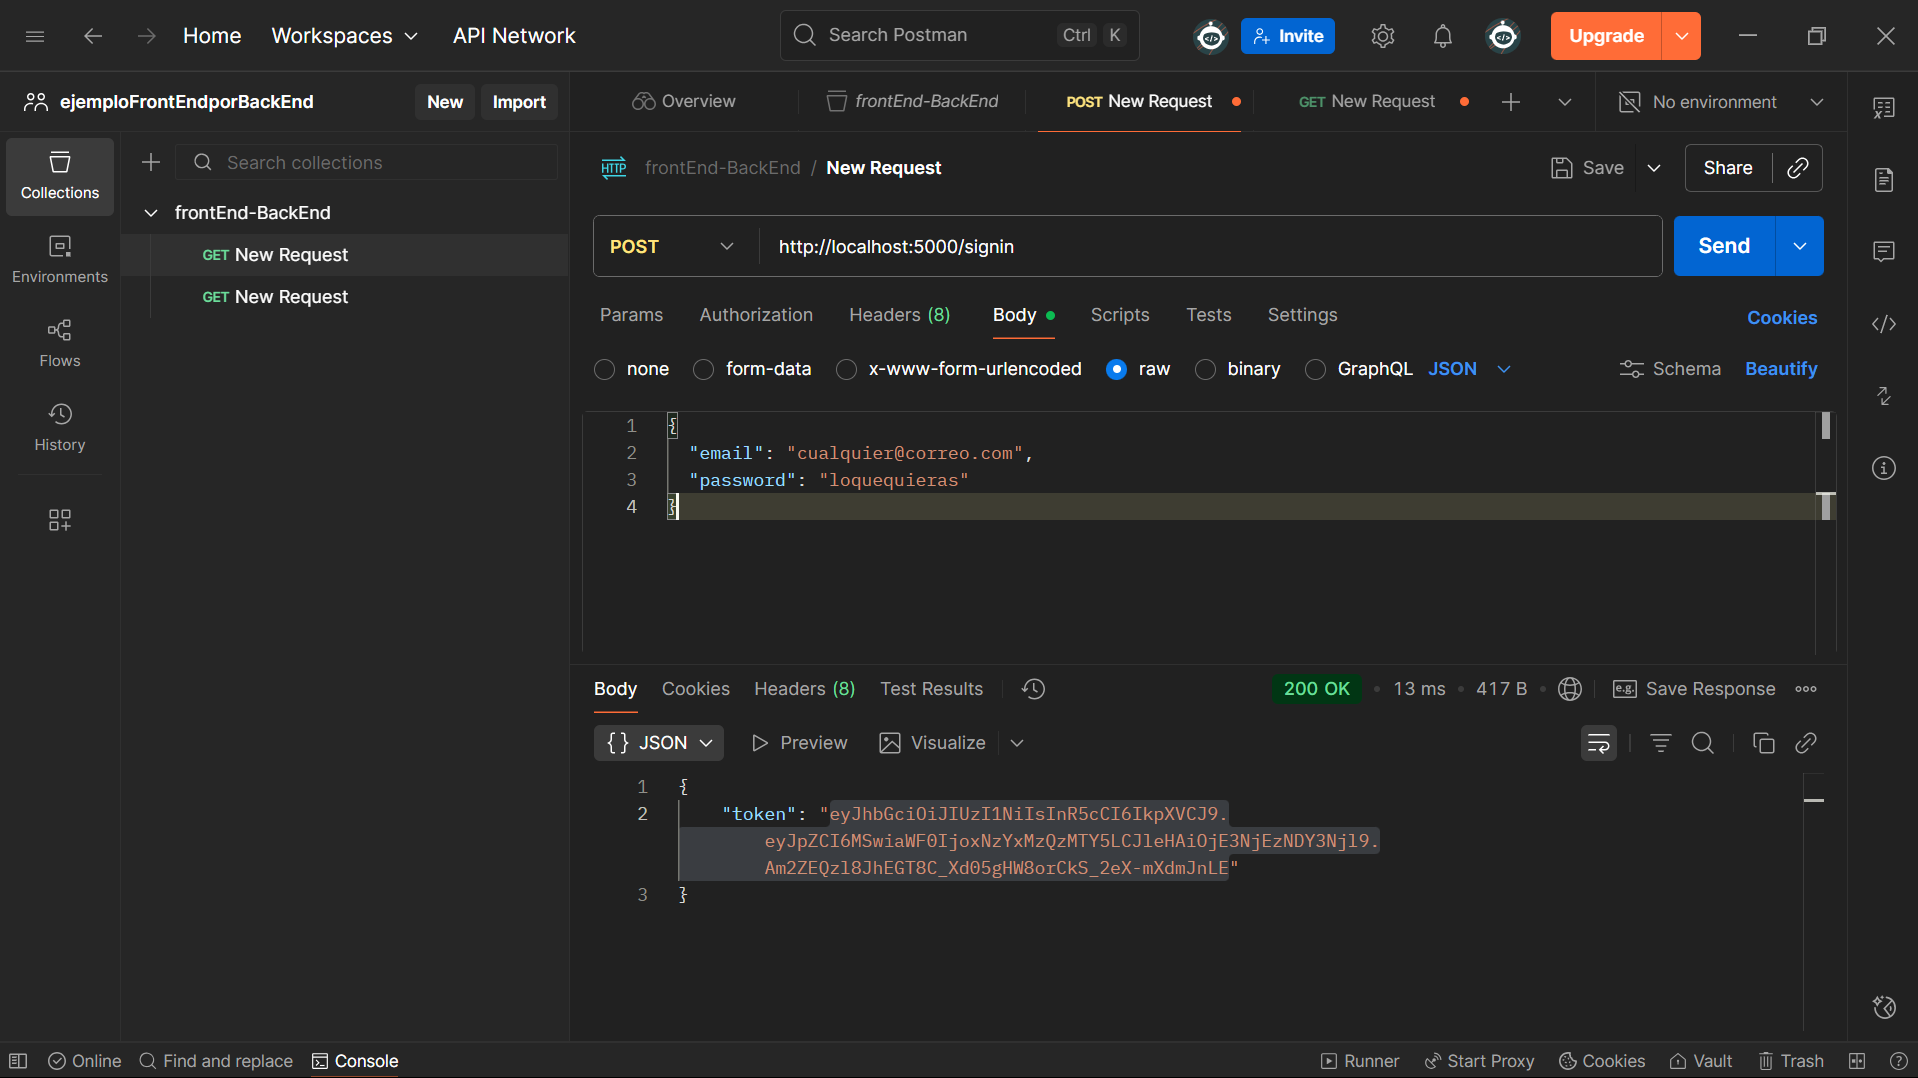 Home Workspaces API Network Search Postman Ctrl K Invite Upgrade
ejemploFrontEndporBackEnd New Import Overview frontEnd-BackEnd POST New Request GET New Request No environment
Collections
Search collections
Environments
Flows
History
frontEnd-BackEnd
GET New Request
GET New Request
HTTP frontEnd-BackEnd / New Request Save Share
POST http://localhost:5000/signin Send
Params Authorization Headers (8) Body Scripts Tests Settings Cookies
none form-data x-www-form-urlencoded raw binary GraphQL JSON Schema Beautify
1 {
2 "email": "cualquier@correo.com",
3 "password": "loquequieras"
4 }
Body Cookies Headers (8) Test Results 200 OK 13 ms 417 B e.g. Save Response
{} JSON Preview Visualize
1 {
2 "token": "eyJhbGciOiJIUzI1NiIsInR5cCI6IkpXVCJ9.
eyJpZCI6MSwiaWF0IjoxNzYxMzQzMTY5LCJleHAiOjE3NjEzNDY3Njl9.
Am2ZEQzl8JhEGT8C_Xd05gHW8orCkS_2eX-mXdmJnLE"
3 }
Online Find and replace Console Runner Start Proxy Cookies Vault Trash